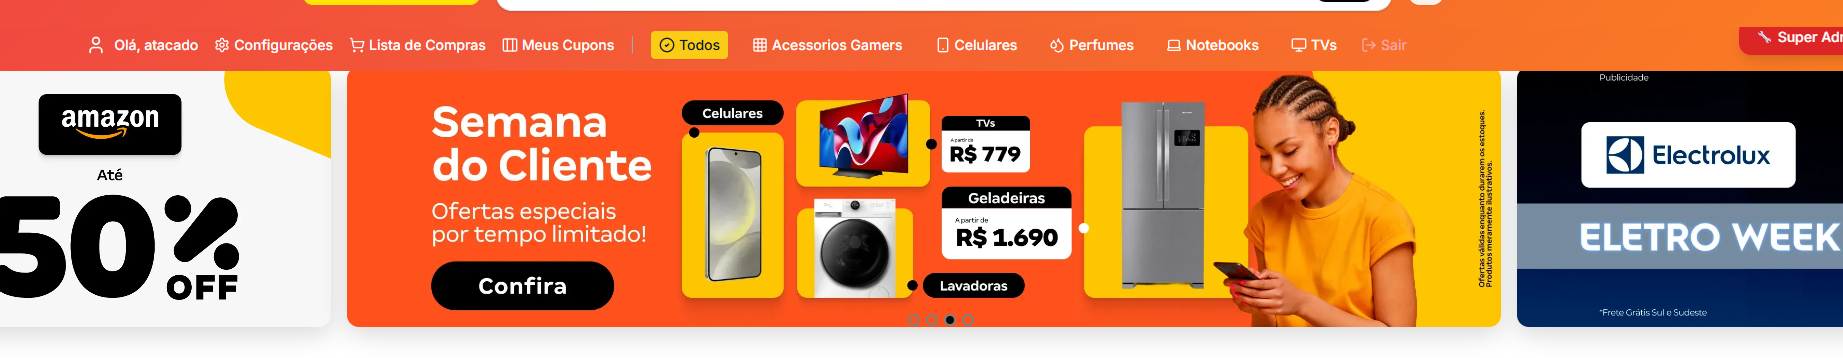 Olá, atacado
Configurações
Lista de Compras
Meus Cupons
Todos
Acessorios Gamers
Celulares
Perfumes
Notebooks
TVs
Sair
Super
amazon
Até
50%
OFF
Semana
do Cliente
Ofertas especiais
por tempo limitado!
Confira
Celulares
TVs
A partir de
R$ 779
Geladeiras
A partir de
R$ 1.690
Lavadoras
Ofertas válidas enquanto durarem os estoques.
Produtos meramente ilustrativos.
Publicidade
Electrolux
ELETRO WEEK
*Frete Grátis Sul e Sudeste